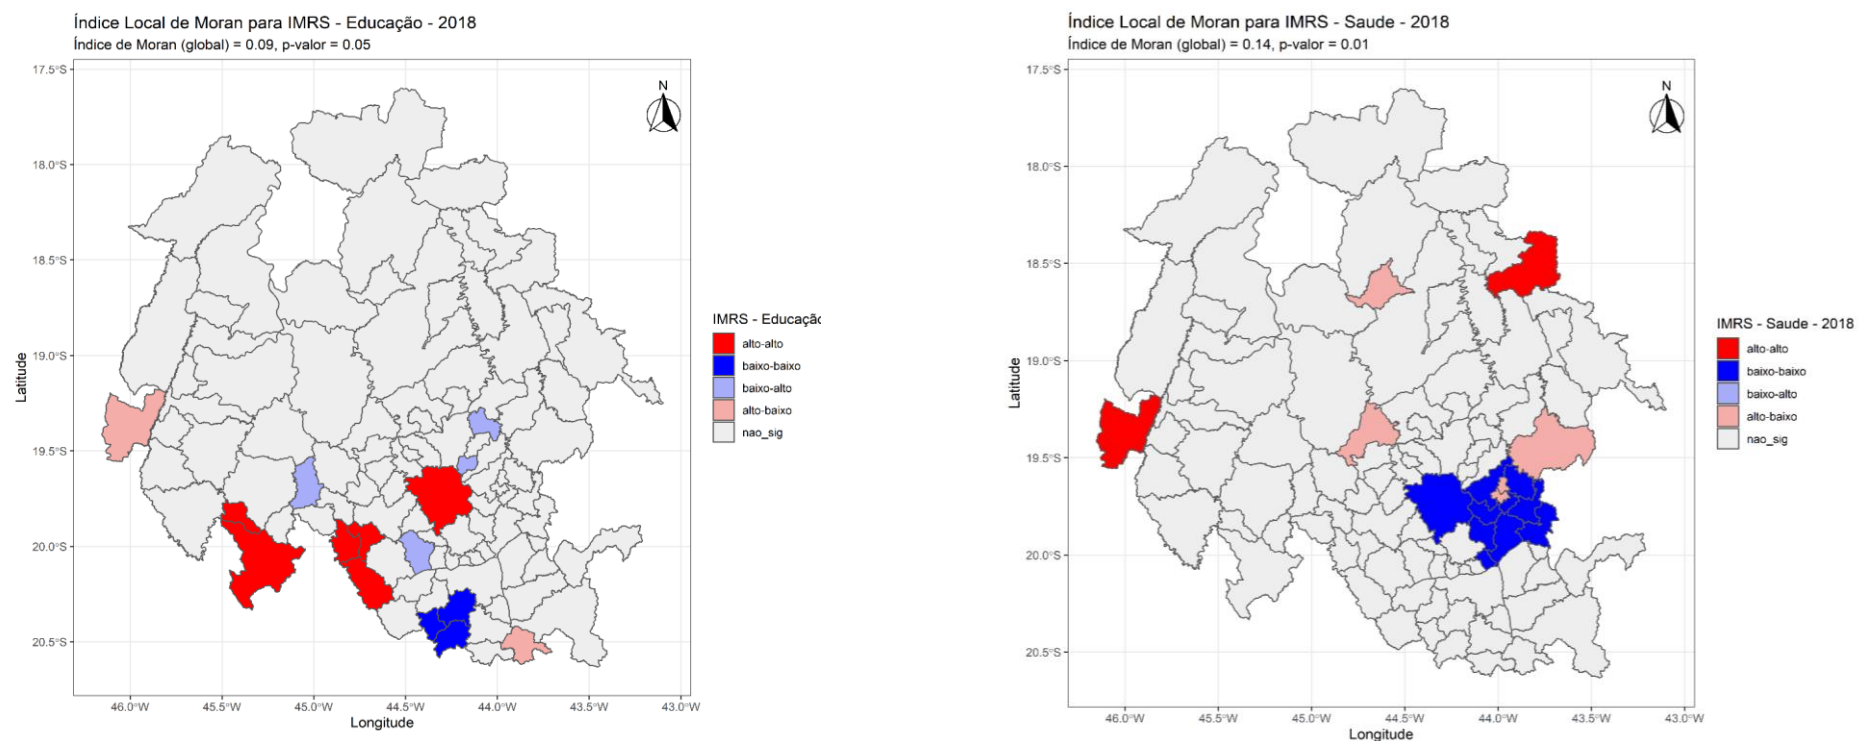 Índice Local de Moran para IMRS - Educação - 2018
Índice de Moran (global) = 0.09, p-valor = 0.05
17.5°S
18.0°S
18.5°S
19.0°S
19.5°S
20.0°S
20.5°S
Latitude
46.0°W 45.5°W 45.0°W 44.5°W 44.0°W 43.5°W 43.0°W
Longitude
N
IMRS - Educação
alto-alto
baixo-baixo
baixo-alto
alto-baixo
nao_sig
Índice Local de Moran para IMRS - Saude - 2018
Índice de Moran (global) = 0.14, p-valor = 0.01
17.5°S
18.0°S
18.5°S
19.0°S
19.5°S
20.0°S
20.5°S
Latitude
46.0°W 45.5°W 45.0°W 44.5°W 44.0°W 43.5°W 43.0°W
Longitude
N
IMRS - Saude - 2018
alto-alto
baixo-baixo
baixo-alto
alto-baixo
nao_sig